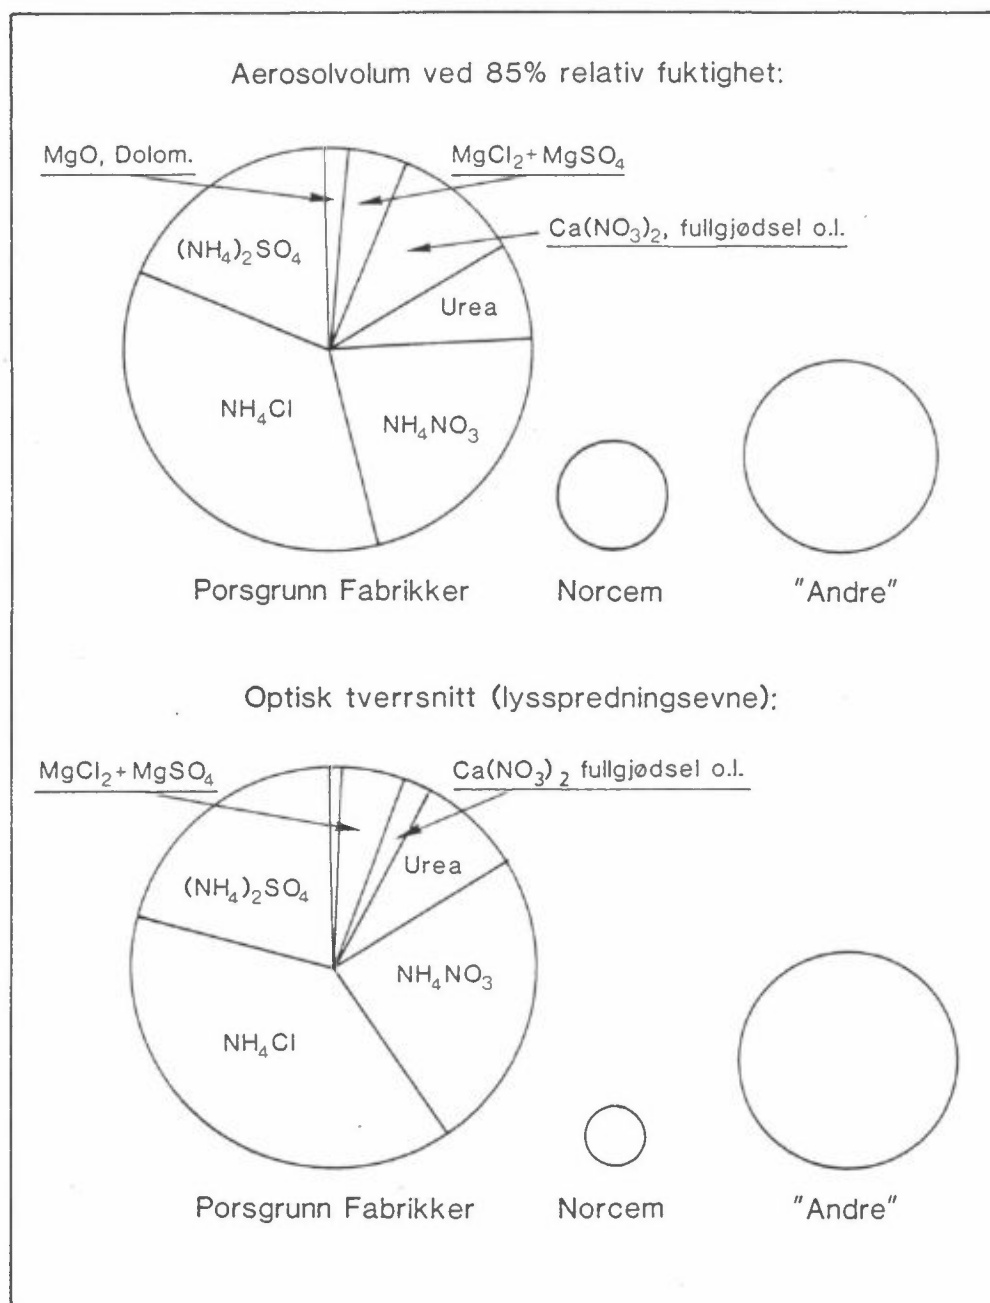 Aerosolvolum ved 85% relativ fuktighet:
MgO, Dolom.
MgCl₂+MgSO₄
Ca(NO₃)₂, fullgjødsel o.l.
(NH₄)₂SO₄
Urea
NH₄Cl
NH₄NO₃
Porsgrunn Fabrikker
Norcem
"Andre"
Optisk tverrsnitt (lysspredningsevne):
MgCl₂+MgSO₄
Ca(NO₃)₂ fullgjødsel o.l.
Urea
(NH₄)₂SO₄
NH₄NO₃
NH₄Cl
Porsgrunn Fabrikker
Norcem
"Andre"